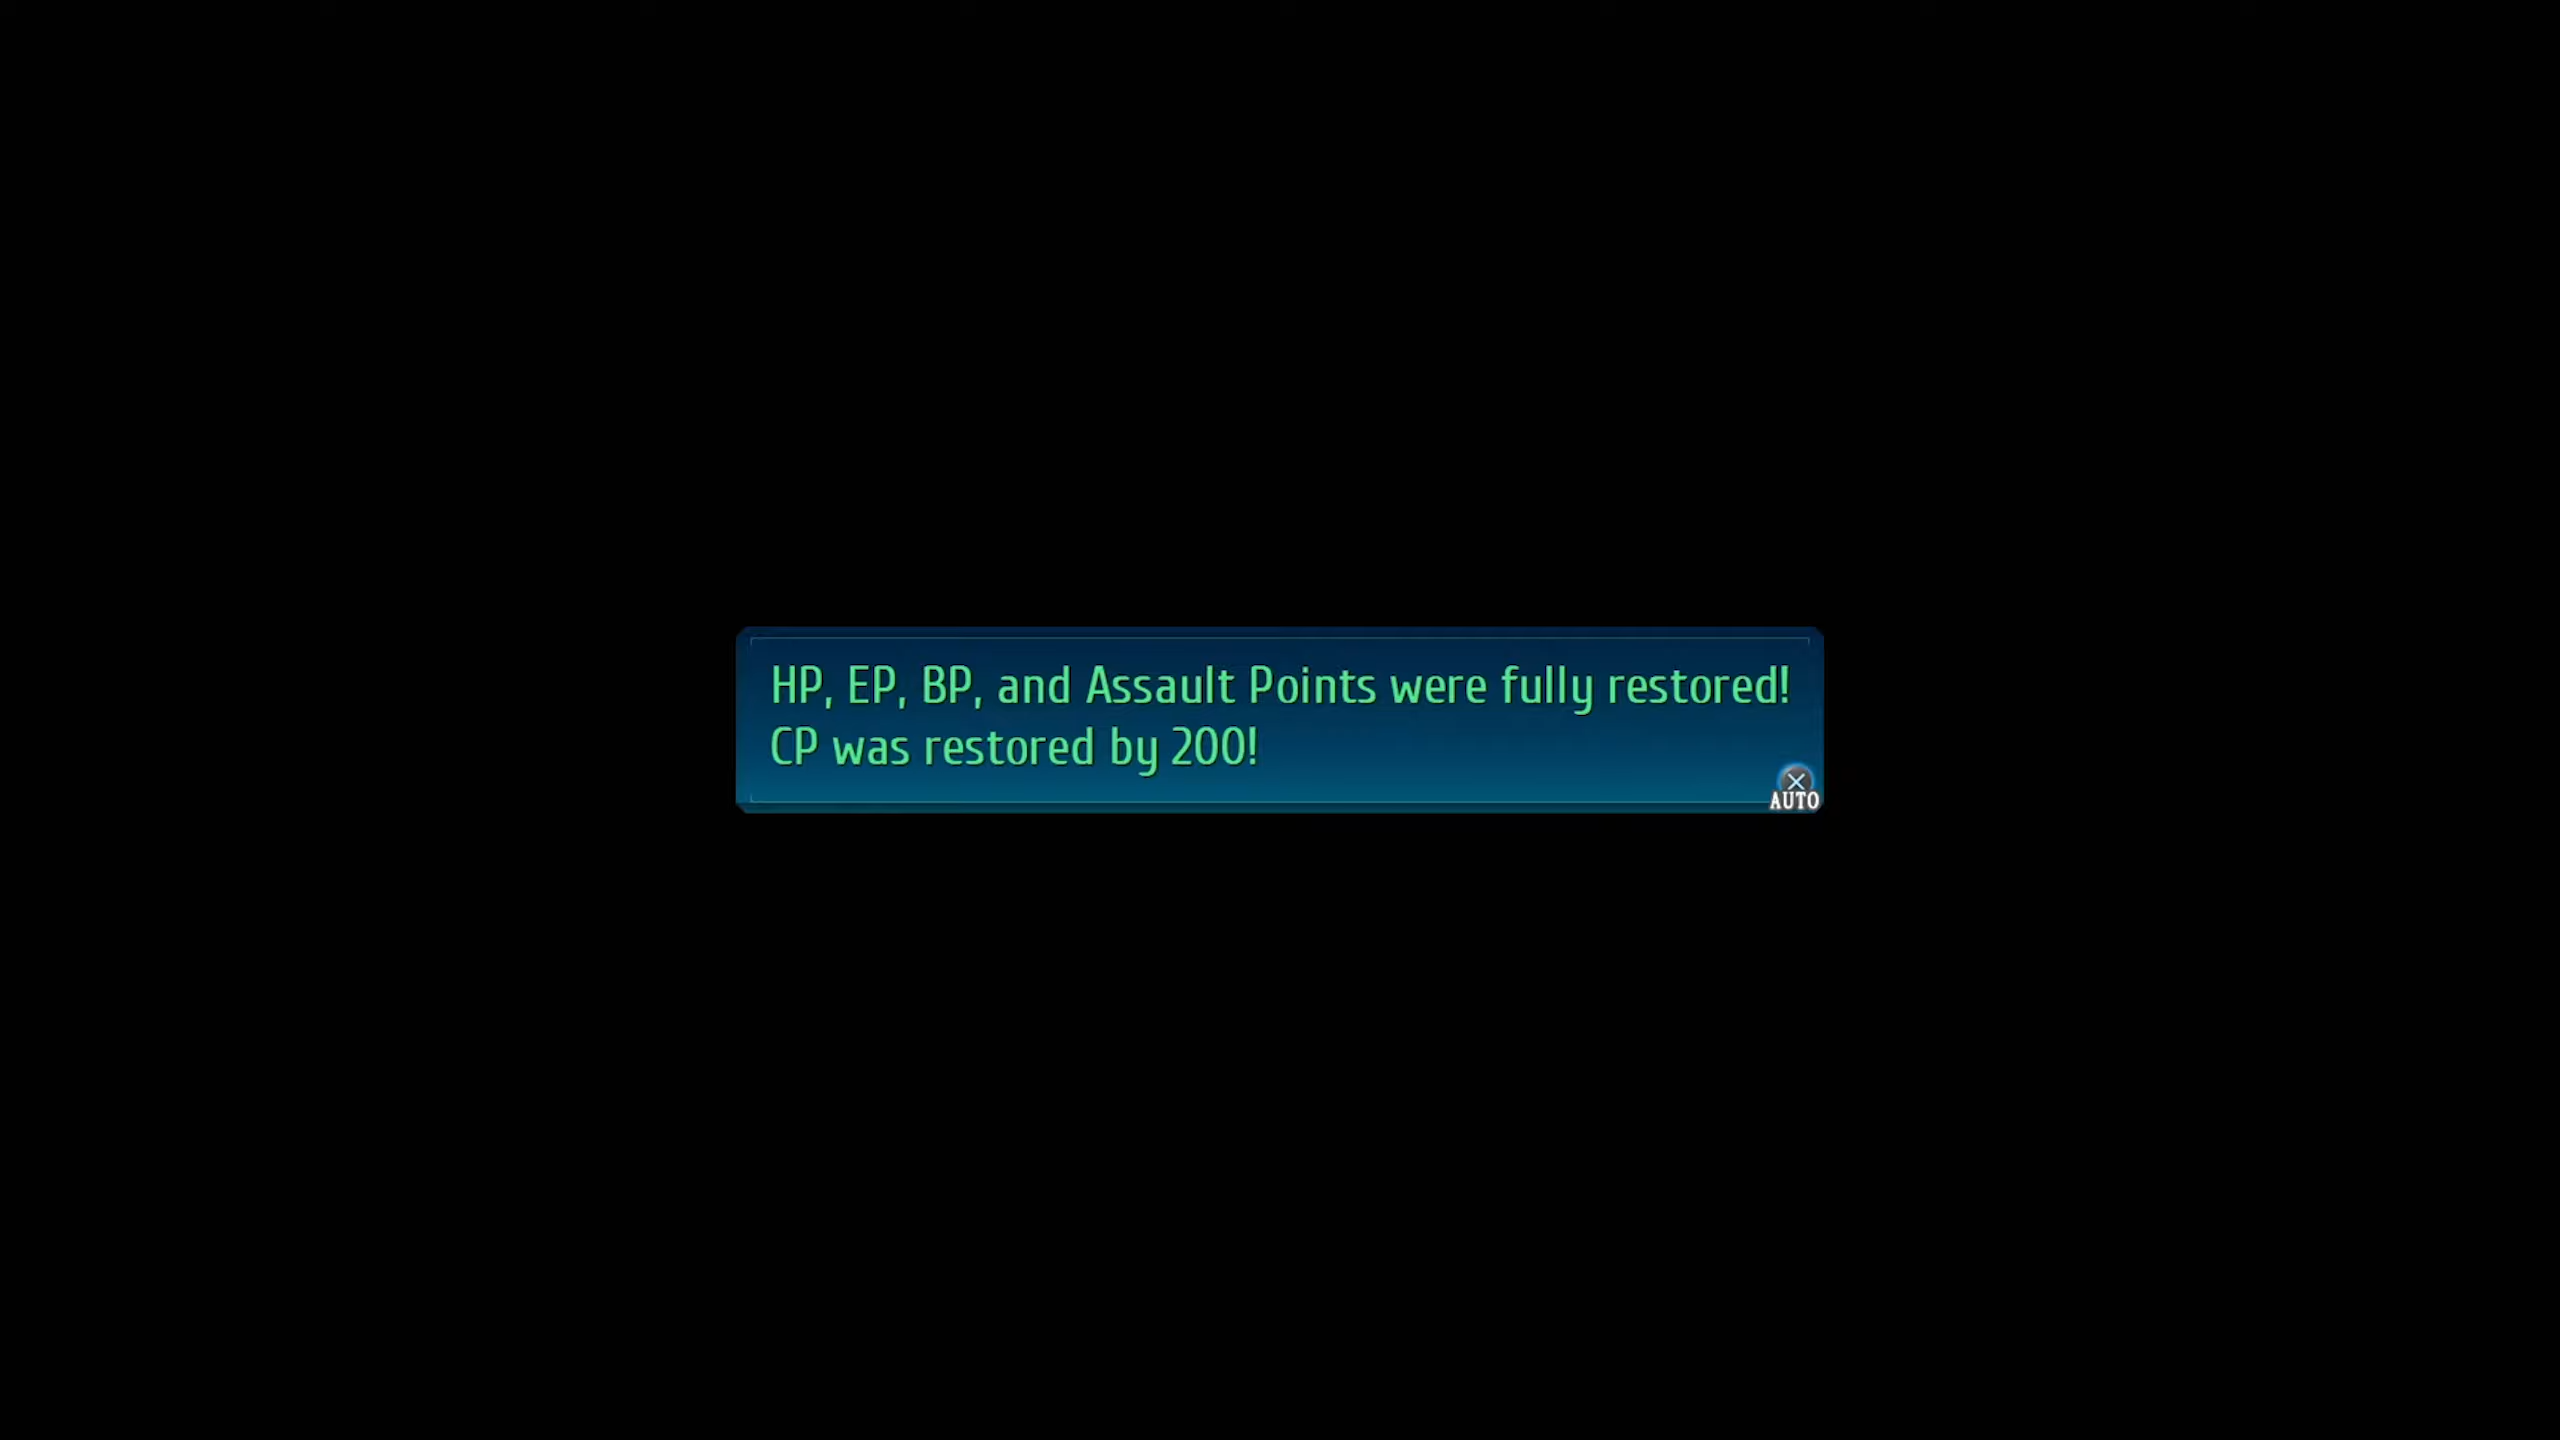 HP, EP, BP, and Assault Points were fully restored!
CP was restored by 200!
AUTO